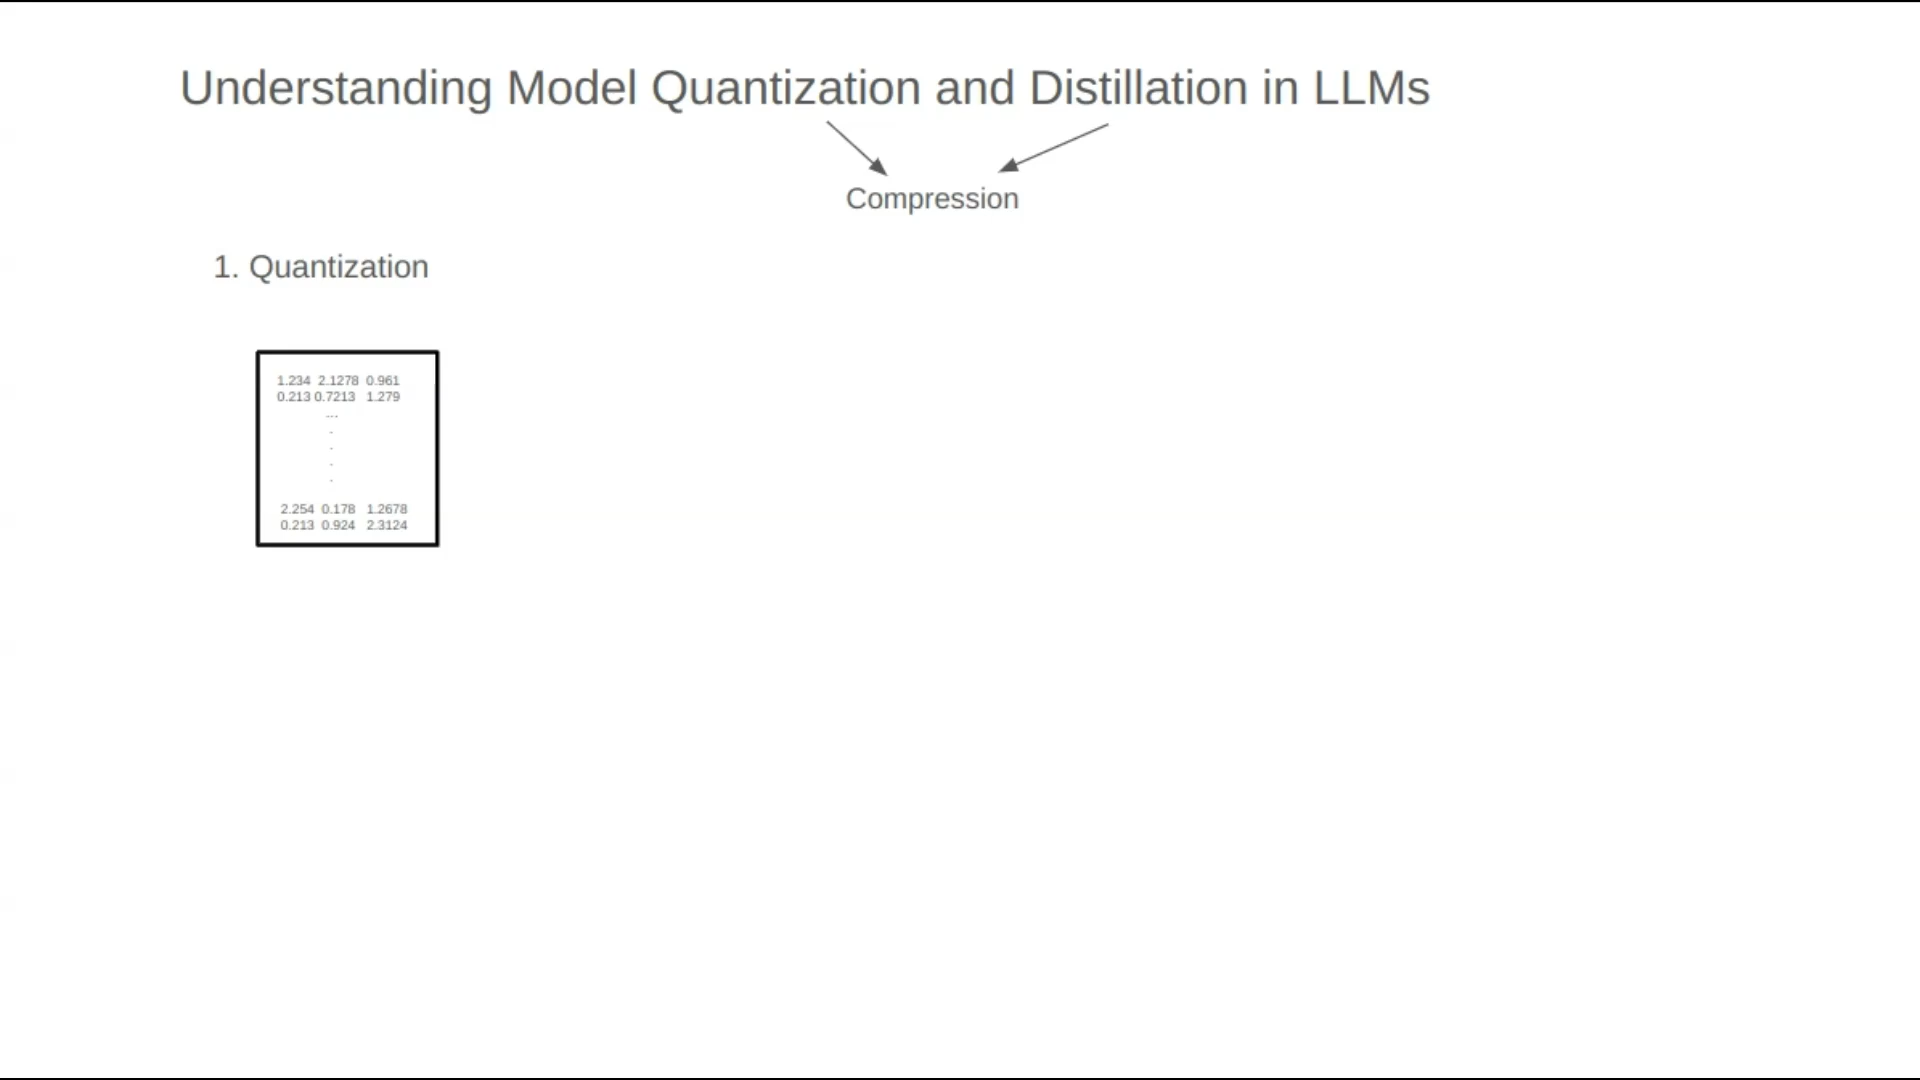 Understanding Model Quantization and Distillation in LLMs
Compression
1. Quantization
1.234 2.1278 0.961
0.213 0.7213 1.279
...
.
.
.
.
2.254 0.178 1.2678
0.213 0.924 2.3124